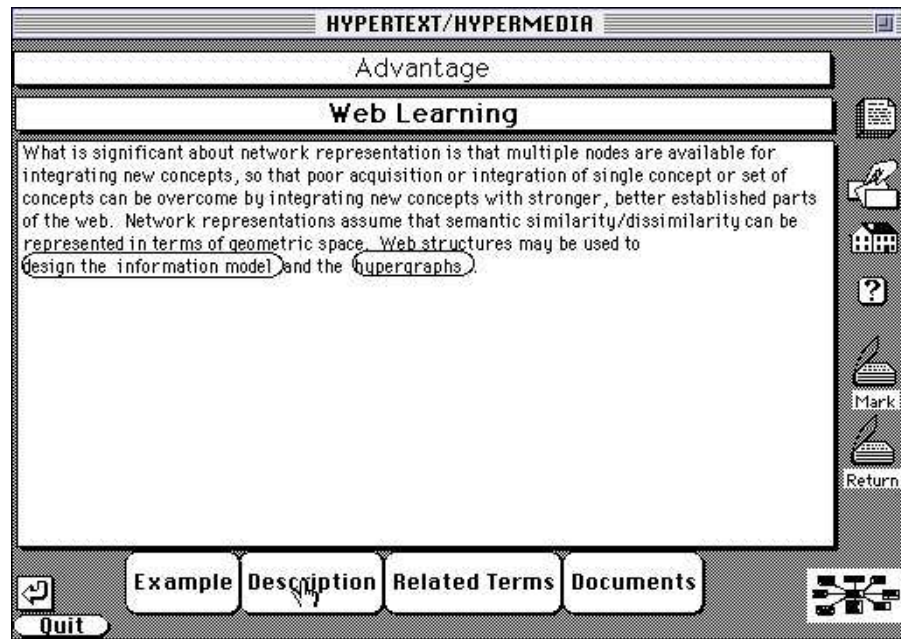 HYPERTEXT/HYPERMEDIA
Advantage
Web Learning
What is significant about network representation is that multiple nodes are available for
integrating new concepts, so that poor acquisition or integration of single concept or set of
concepts can be overcome by integrating new concepts with stronger, better established parts
of the web. Network representations assume that semantic similarity/dissimilarity can be
represented in terms of geometric space. Web structures may be used to
design the information model and the hypergraphs.
?
Mark
Return
Example Description Related Terms Documents
Quit